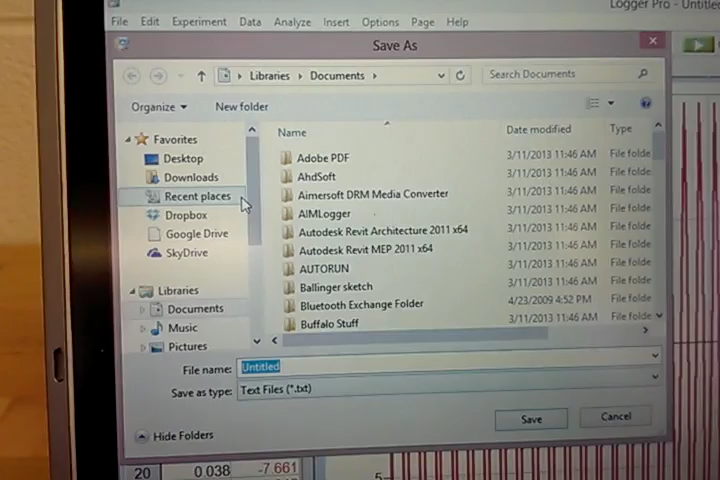 Logger Pro - Untitled
File Edit Experiment Data Analyze Insert Options Page Help
Save As
Libraries Documents Search Documents
Organize New folder
Name Date modified Type
Favorites
Desktop
Downloads
Recent places
Dropbox
Google Drive
SkyDrive
Libraries
Documents
Music
Pictures
Adobe PDF 3/11/2013 11:46 AM File folde
AhdSoft 3/11/2013 11:46 AM File folde
Aimersoft DRM Media Converter 3/11/2013 11:46 AM File folde
AIMLogger 3/11/2013 11:46 AM File folde
Autodesk Revit Architecture 2011 x64 3/11/2013 11:46 AM File folde
Autodesk Revit MEP 2011 x64 3/11/2013 11:46 AM File folde
AUTORUN 3/11/2013 11:46 AM File folde
Ballinger sketch 3/11/2013 11:46 AM File folde
Bluetooth Exchange Folder 4/23/2009 4:52 PM File folde
Buffalo Stuff 3/11/2013 11:46 AM File folde
File name: Untitled
Save as type: Text Files (*.txt)
Hide Folders Save Cancel
20 0.038 -7.661
5